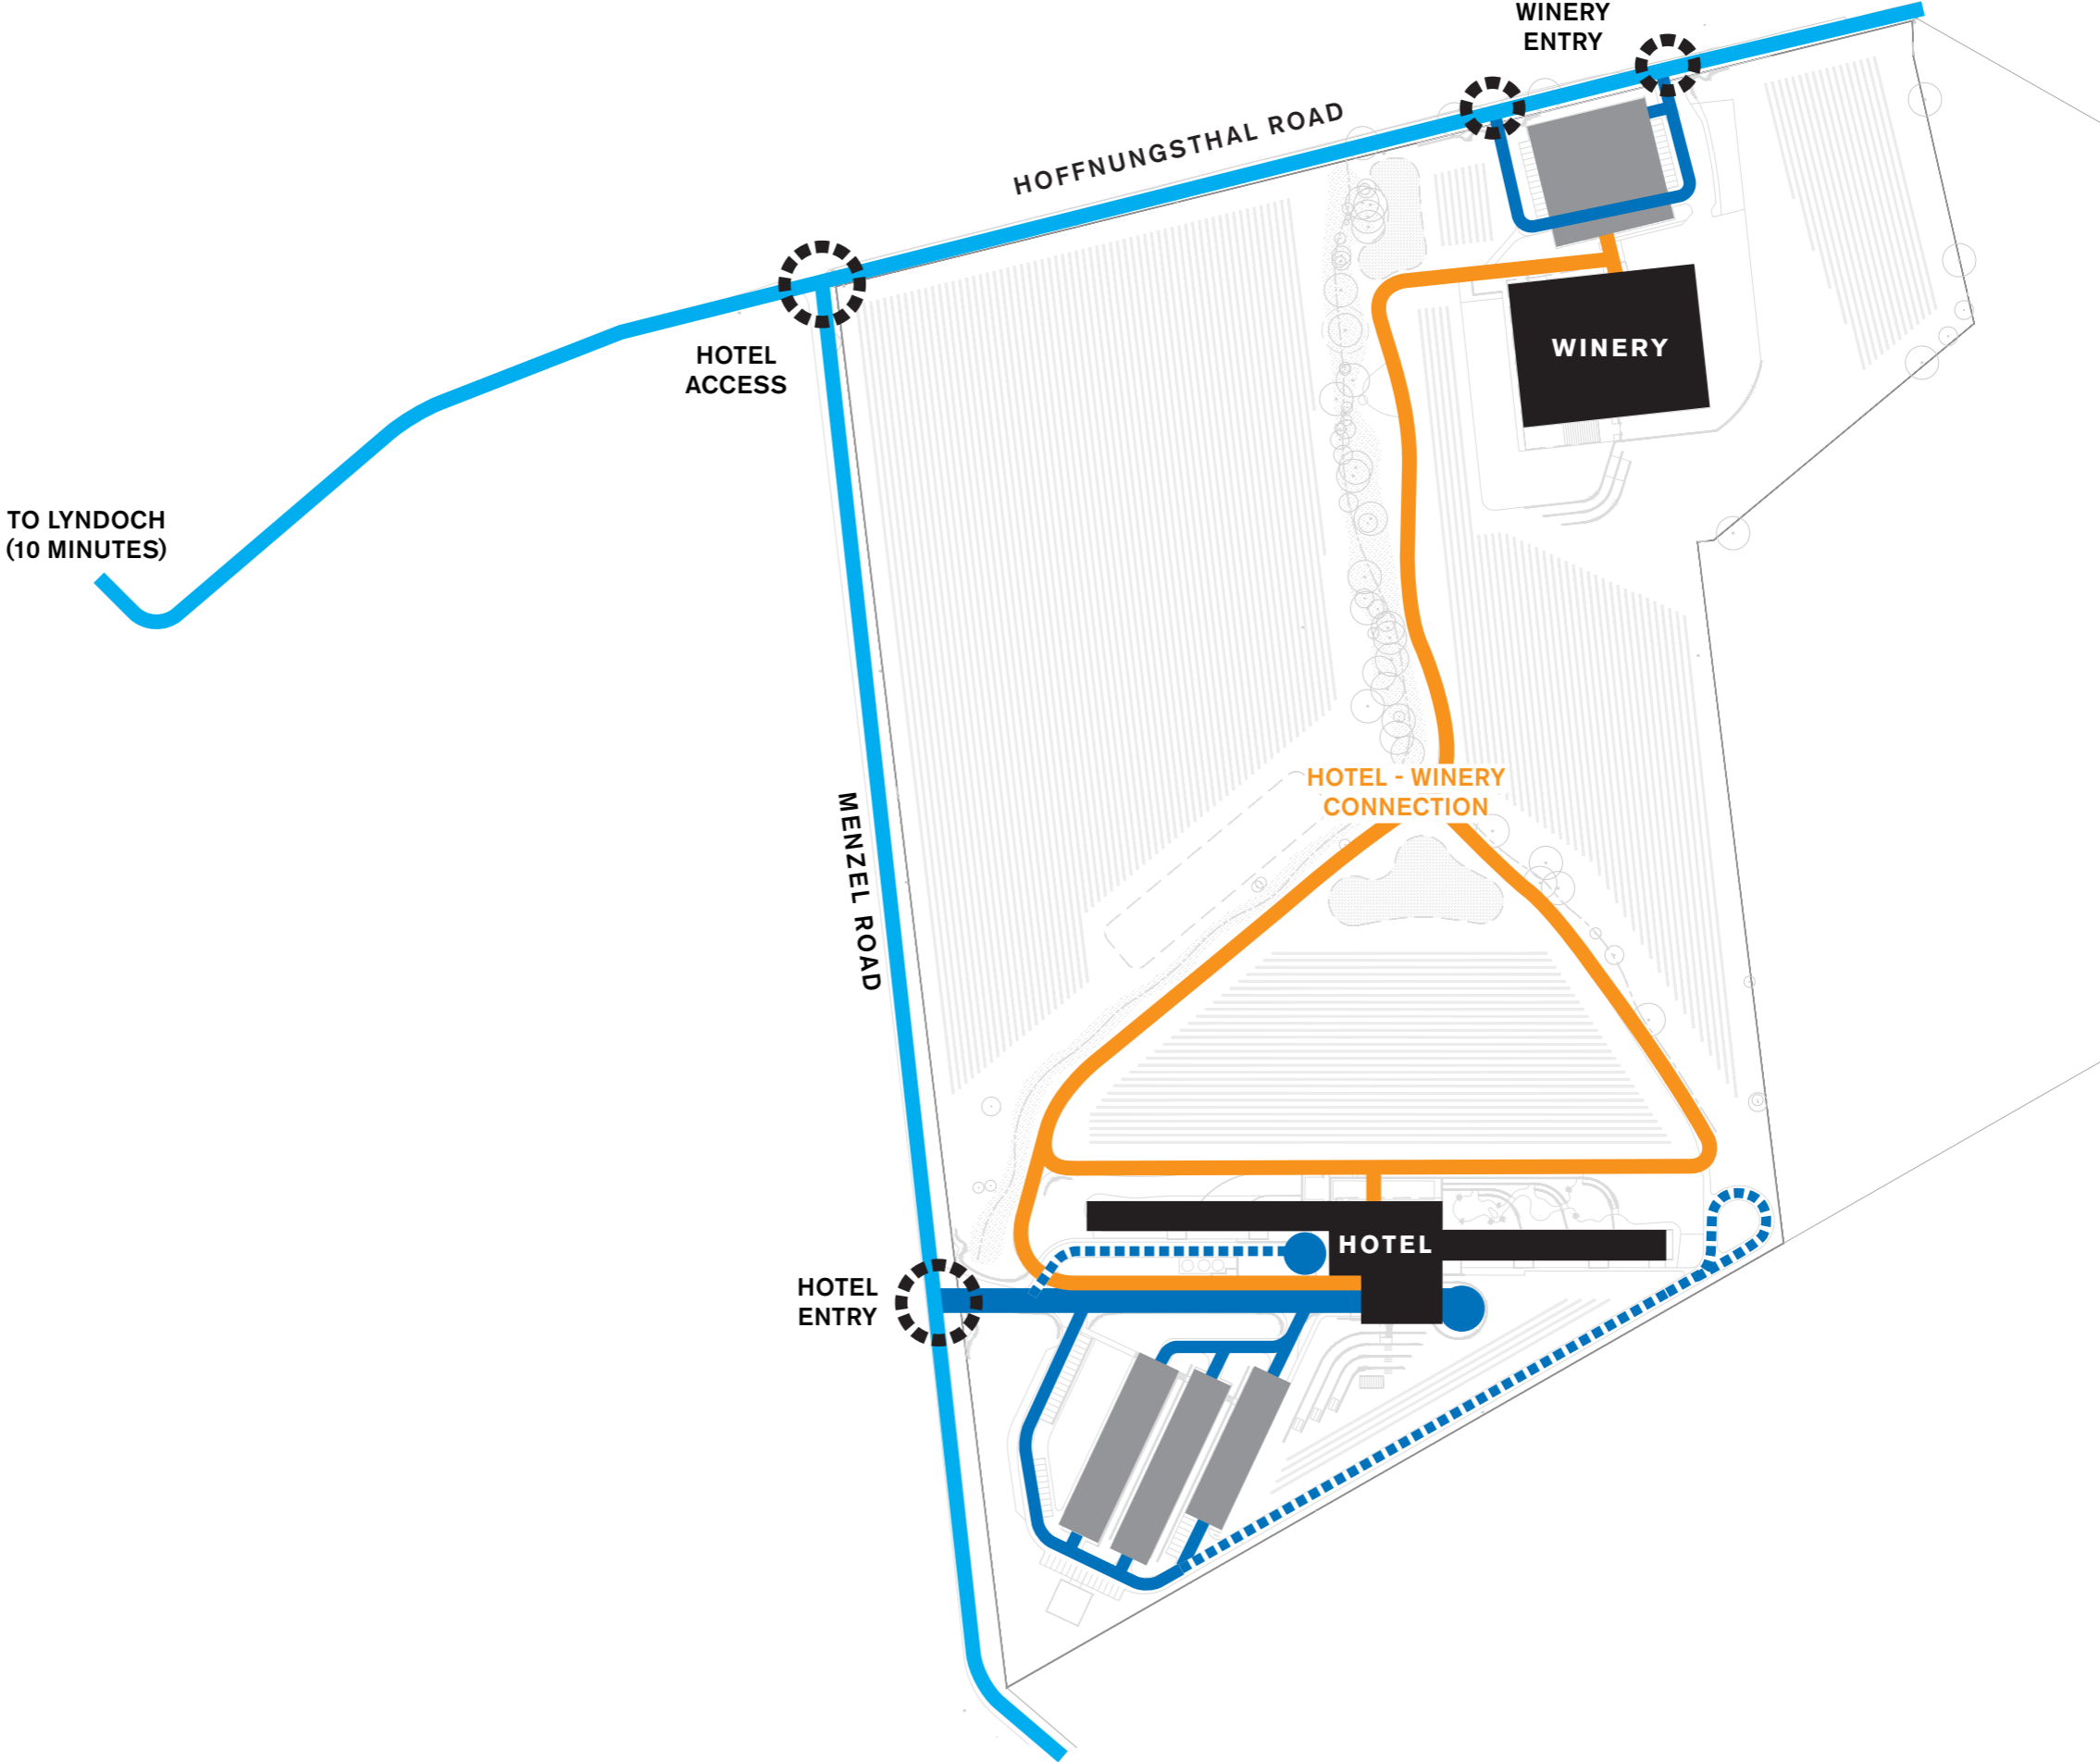 WINERY
ENTRY
HOFFNUNGSTHAL ROAD
HOTEL
ACCESS
WINERY
TO LYNDOCH
(10 MINUTES)
HOTEL - WINERY
CONNECTION
MENZEL ROAD
HOTEL
HOTEL
ENTRY